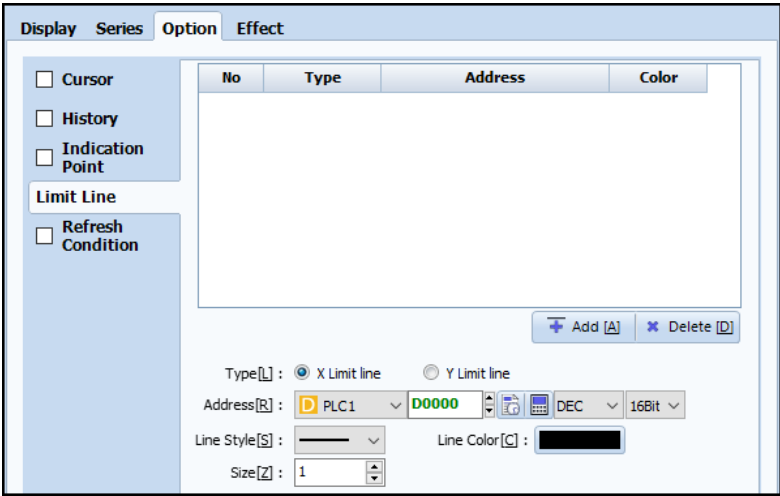 Display Series Option Effect
Cursor
History
Indication
Point
Limit Line
Refresh
Condition
No Type Address Color
Add [A] Delete [D]
Type[L] : X Limit line Y Limit line
Address[R] : D PLC1 D0000 DEC 16Bit
Line Style[S] : Line Color[C] :
Size[Z] : 1